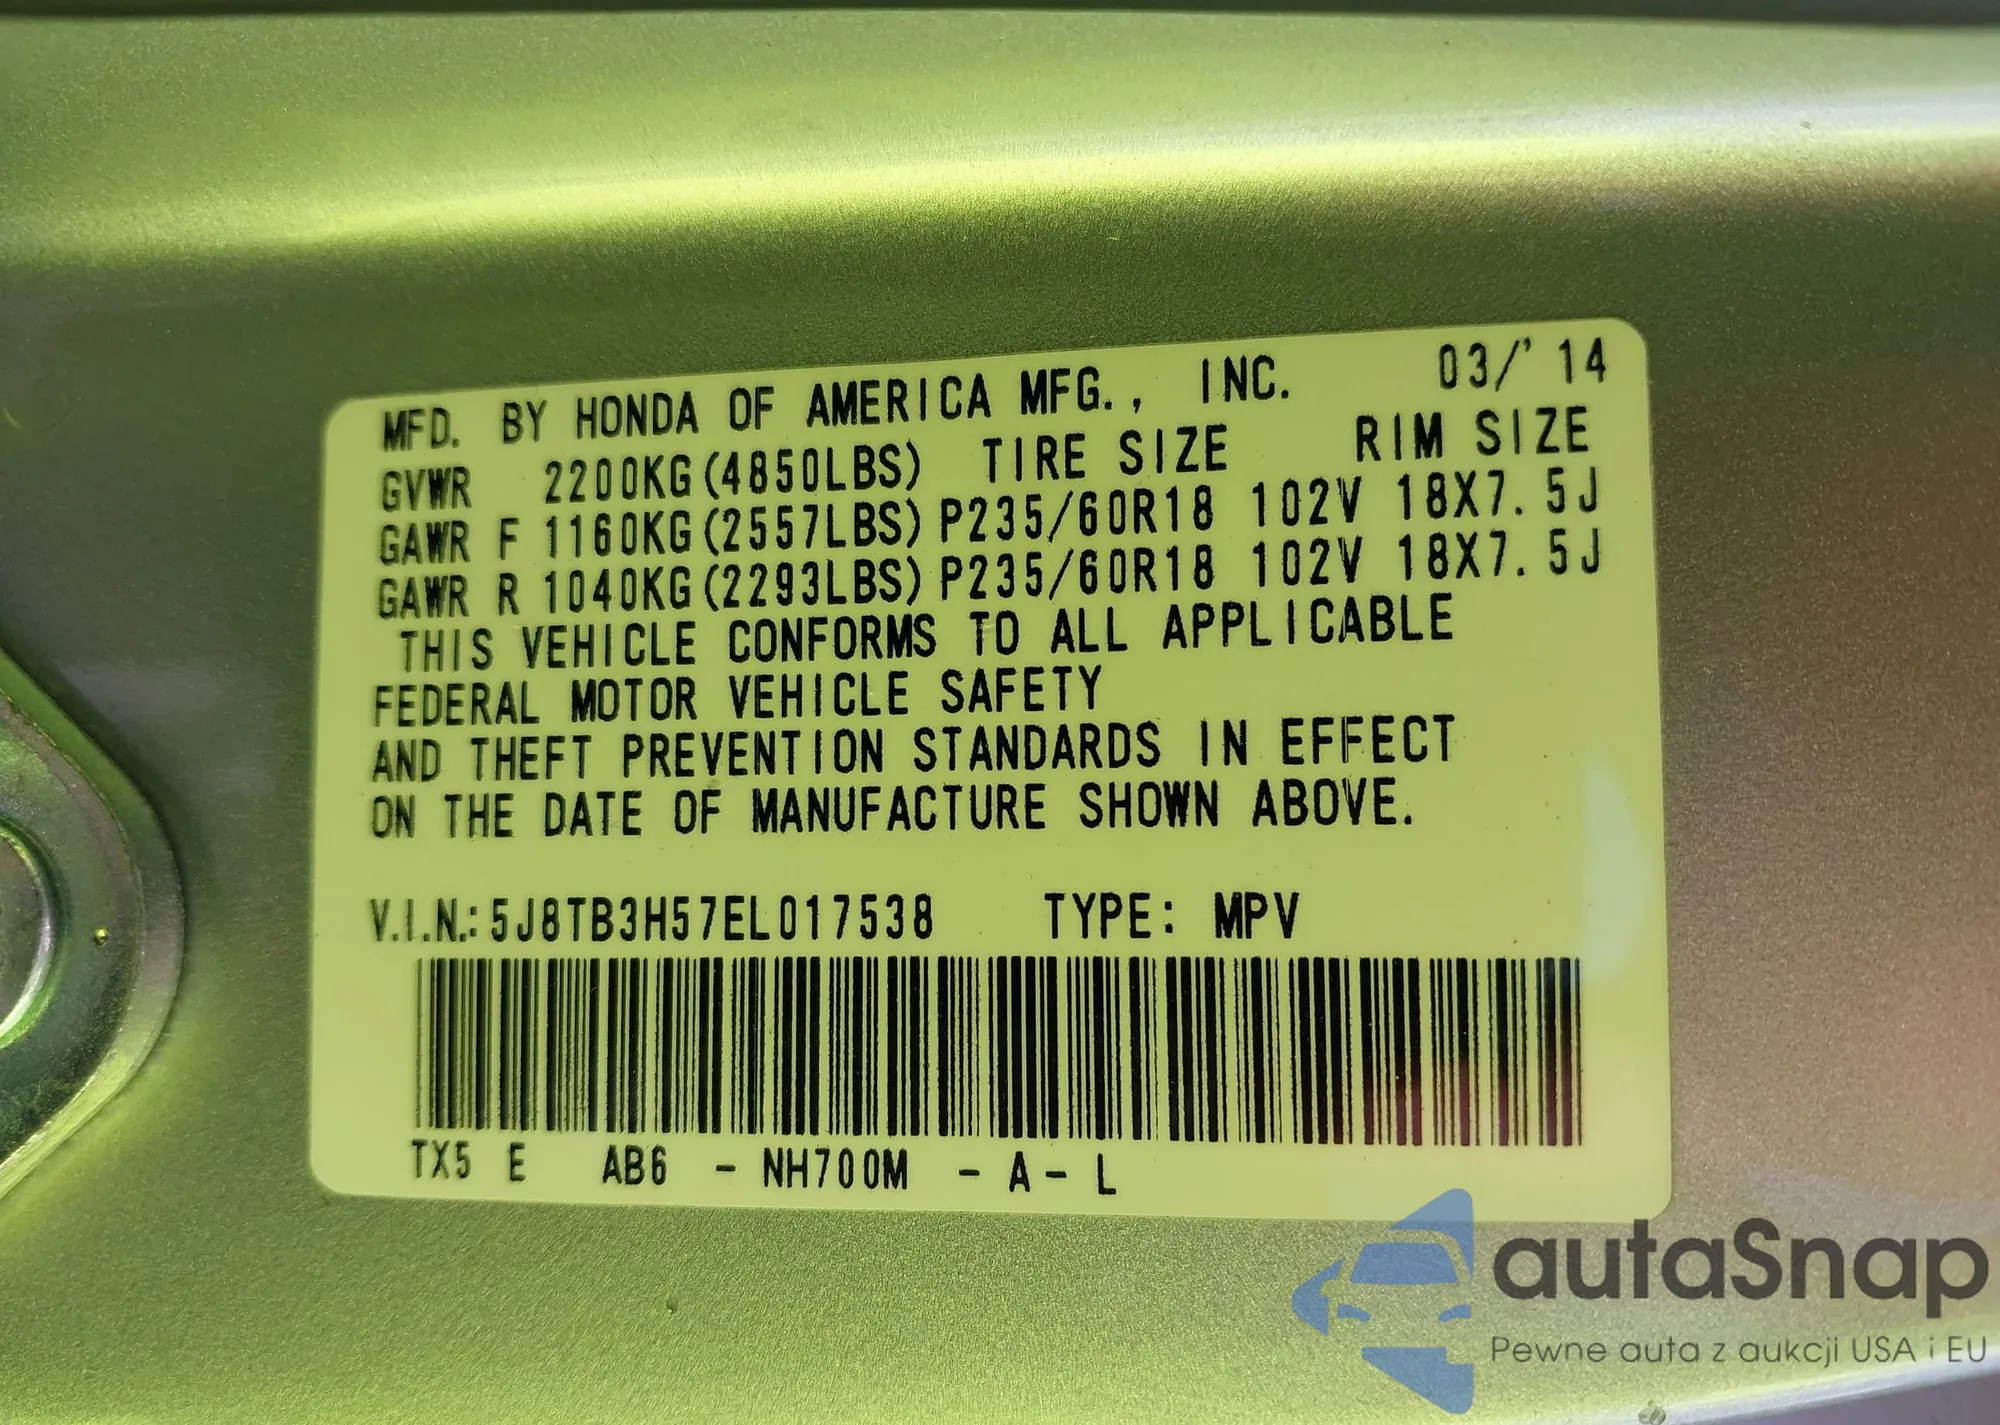 MFD. BY HONDA OF AMERICA MFG., INC. 03/'14
GVWR 2200KG(4850LBS) TIRE SIZE RIM SIZE
GAWR F 1160KG(2557LBS) P235/60R18 102V 18X7.5J
GAWR R 1040KG(2293LBS) P235/60R18 102V 18X7.5J
THIS VEHICLE CONFORMS TO ALL APPLICABLE
FEDERAL MOTOR VEHICLE SAFETY
AND THEFT PREVENTION STANDARDS IN EFFECT
ON THE DATE OF MANUFACTURE SHOWN ABOVE.
V.I.N.: 5J8TB3H57EL017538 TYPE: MPV
TX5 E AB6 - NH700M - A - L
autaSnap
Pewne auta z aukcji USA i EU